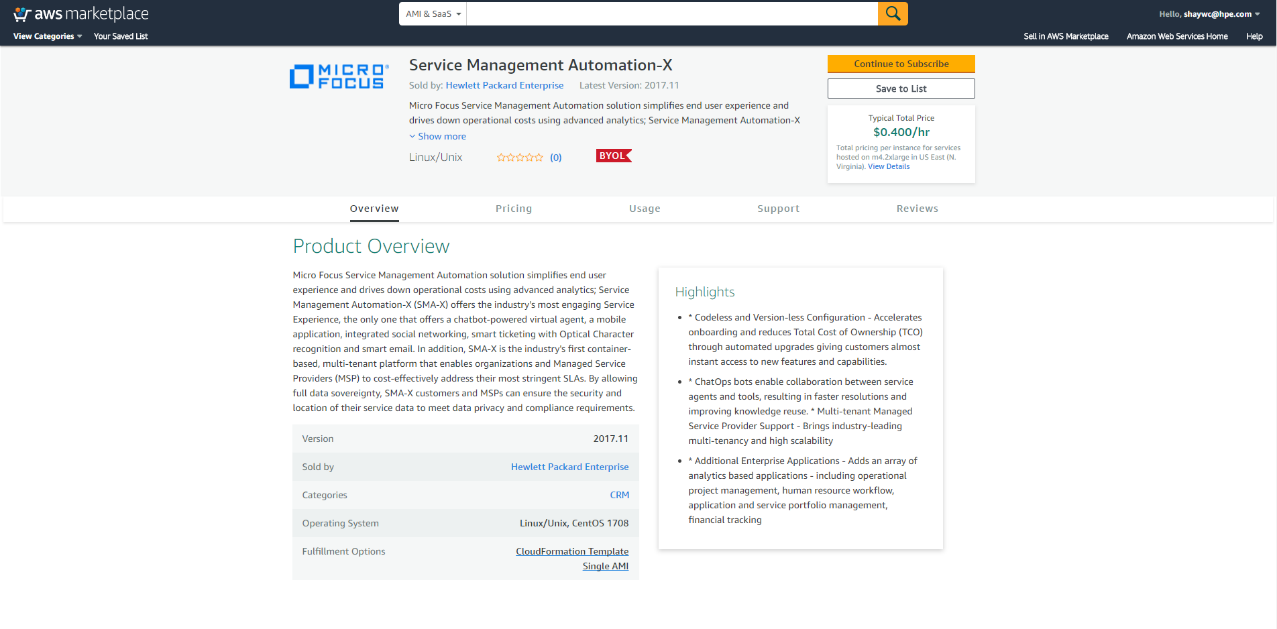 aws marketplace
AMI & SaaS
Hello, shaywc@hpe.com
View Categories
Your Saved List
Sell in AWS Marketplace
Amazon Web Services Home
Help
MICRO
FOCUS
Service Management Automation-X
Sold by: Hewlett Packard Enterprise Latest Version: 2017.11
Micro Focus Service Management Automation solution simplifies end user experience and
drives down operational costs using advanced analytics; Service Management Automation-X
Show more
Linux/Unix
(0)
BYOL
Continue to Subscribe
Save to List
Typical Total Price
$0.400/hr
Total pricing per instance for services
hosted on m4.2xlarge in US East (N.
Virginia). View Details
Overview
Pricing
Usage
Support
Reviews
Product Overview
Micro Focus Service Management Automation solution simplifies end user
experience and drives down operational costs using advanced analytics; Service
Management Automation-X (SMA-X) offers the industry's most engaging Service
Experience, the only one that offers a chatbot-powered virtual agent, a mobile
application, integrated social networking, smart ticketing with Optical Character
recognition and smart email. In addition, SMA-X is the industry's first container-
based, multi-tenant platform that enables organizations and Managed Service
Providers (MSP) to cost-effectively address their most stringent SLAs. By allowing
full data sovereignty, SMA-X customers and MSPs can ensure the security and
location of their service data to meet data privacy and compliance requirements.
Version 2017.11
Sold by Hewlett Packard Enterprise
Categories CRM
Operating System Linux/Unix, CentOS 1708
Fulfillment Options CloudFormation Template
Single AMI
Highlights
• * Codeless and Version-less Configuration - Accelerates
onboarding and reduces Total Cost of Ownership (TCO)
through automated upgrades giving customers almost
instant access to new features and capabilities.
• * ChatOps bots enable collaboration between service
agents and tools, resulting in faster resolutions and
improving knowledge reuse. * Multi-tenant Managed
Service Provider Support - Brings industry-leading
multi-tenancy and high scalability
• * Additional Enterprise Applications - Adds an array of
analytics based applications - including operational
project management, human resource workflow,
application and service portfolio management,
financial tracking